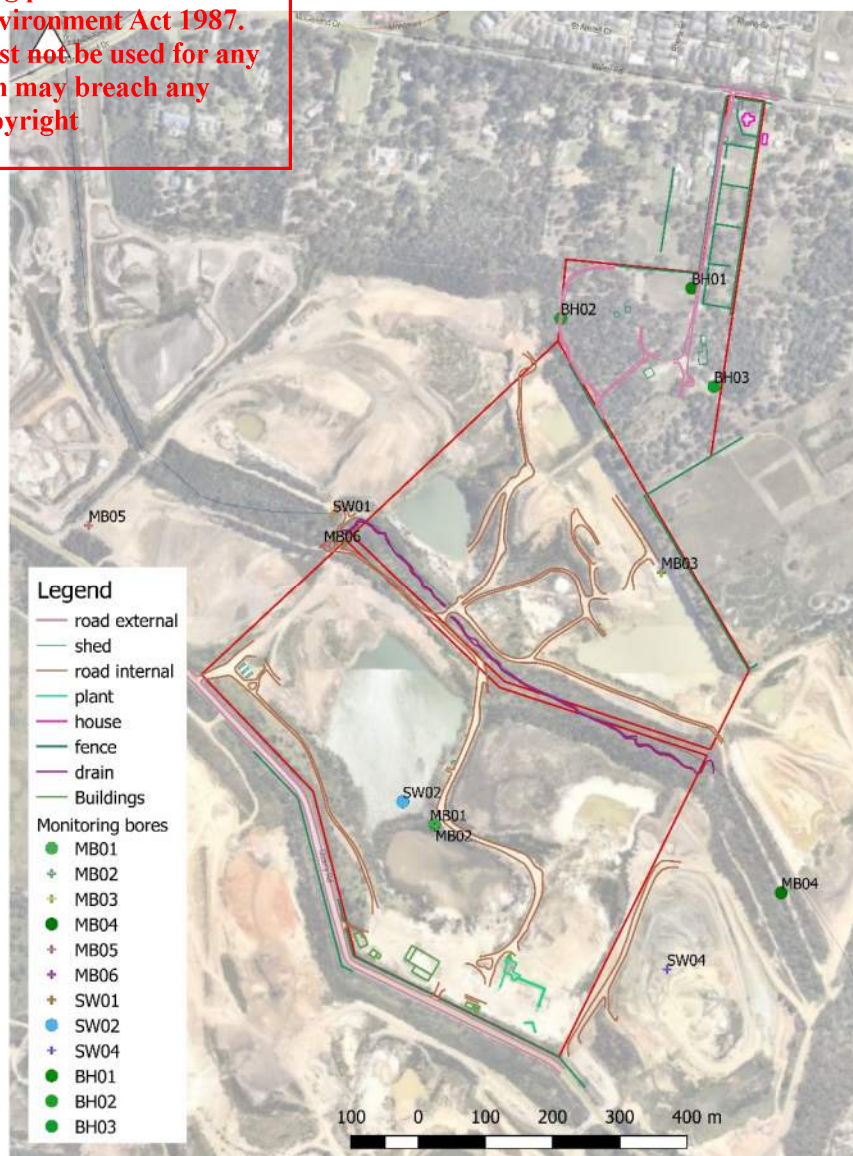 vironment Act 1987.
st not be used for any
n may breach any
pyright
BH01
BH02
BH03
SW01
MB05
MB06
MB03
SW02
MB01
MB02
MB04
SW04
Legend
road external
shed
road internal
plant
house
fence
drain
Buildings
Monitoring bores
MB01
MB02
MB03
MB04
MB05
MB06
SW01
SW02
SW04
BH01
BH02
BH03
100 0 100 200 300 400 m